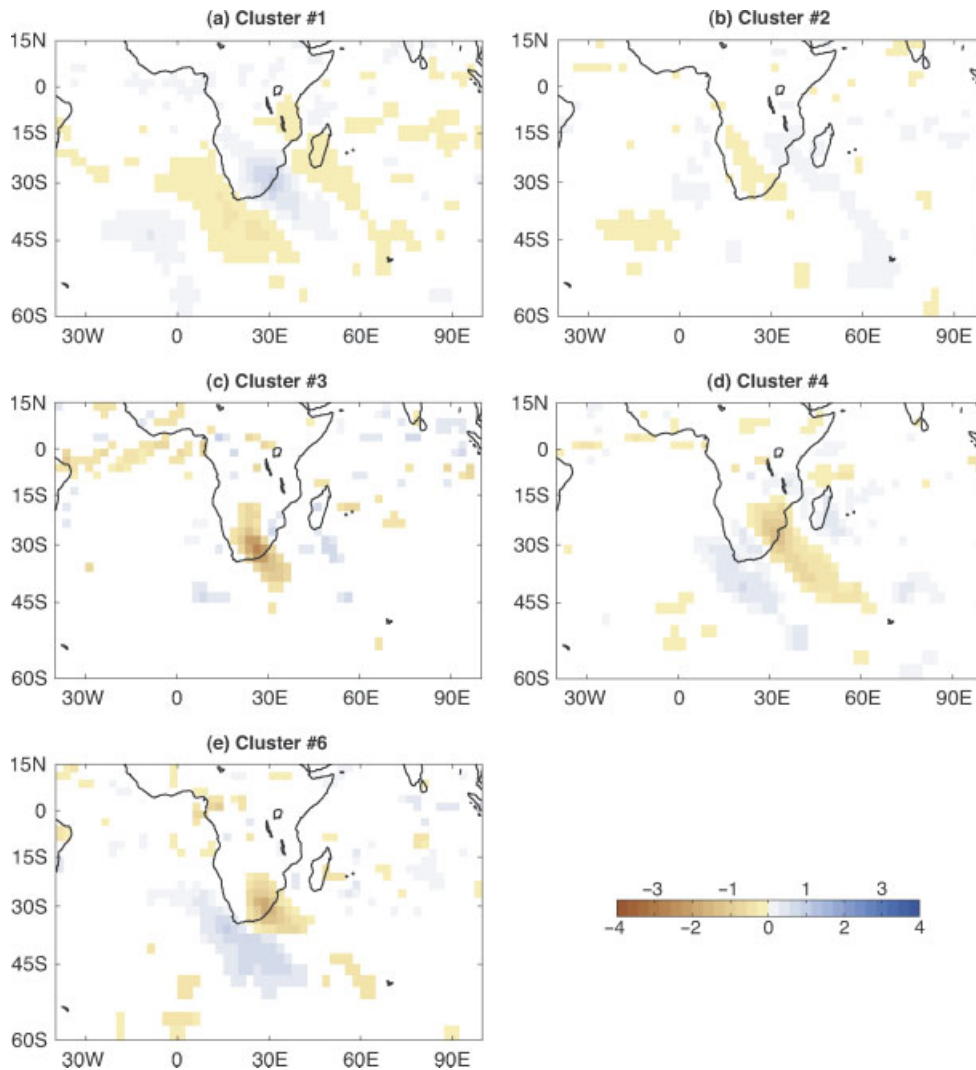 (a) Cluster #1
15N
0
15S
30S
45S
60S
30W 0 30E 60E 90E
(b) Cluster #2
15N
0
15S
30S
45S
60S
30W 0 30E 60E 90E
(c) Cluster #3
15N
0
15S
30S
45S
60S
30W 0 30E 60E 90E
(d) Cluster #4
15N
0
15S
30S
45S
60S
30W 0 30E 60E 90E
(e) Cluster #6
15N
0
15S
30S
45S
60S
30W 0 30E 60E 90E
−3 −1 1 3
−4 −2 0 2 4